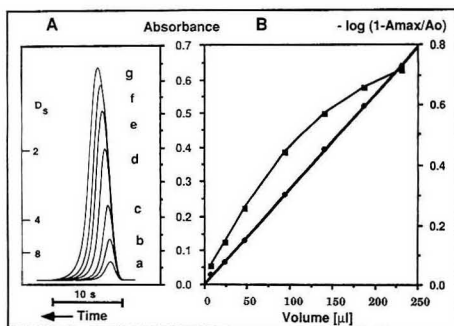 A
Absorbance
B
- log (1-Amax/Ao)
Ds
2
4
8
g
f
e
d
c
b
a
10 s
Time
0.7
0.6
0.5
0.4
0.3
0.2
0.1
0.0
0.8
0.6
0.4
0.2
0.0
0
50
100
150
200
250
Volume [µl]